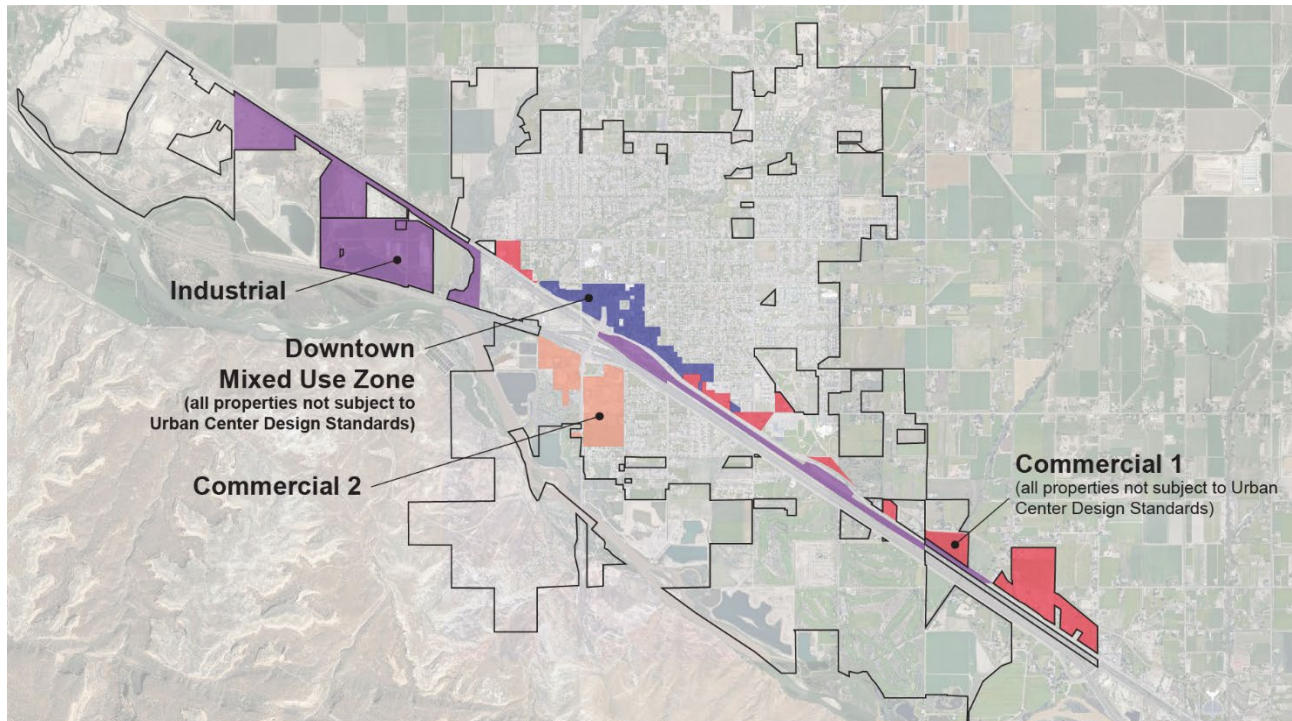 Industrial
Downtown
Mixed Use Zone
(all properties not subject to
Urban Center Design Standards)
Commercial 2
Commercial 1
(all properties not subject to Urban
Center Design Standards)